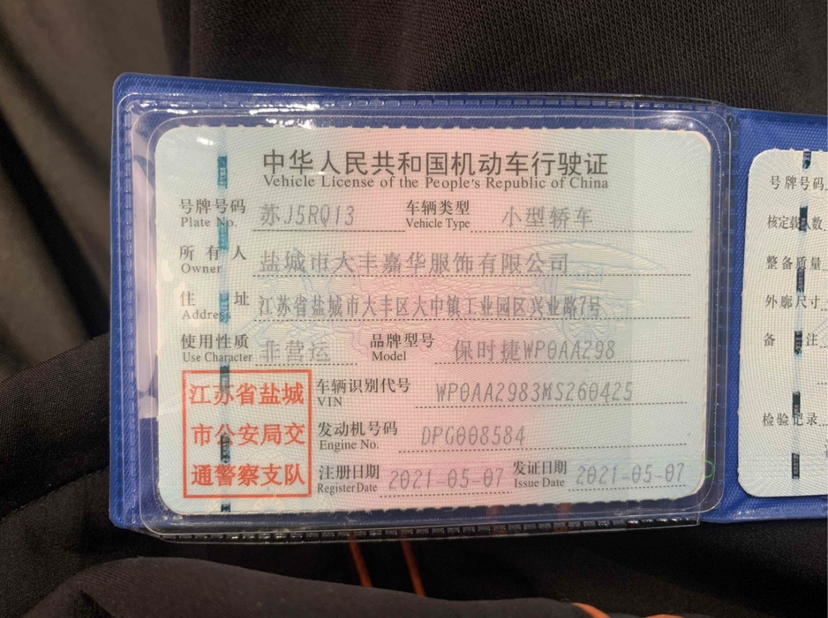 中华人民共和国机动车行驶证
Vehicle License of the People's Republic of China
号牌号码 苏J5RQ13 车辆类型 小型轿车
Plate No. Vehicle Type
所有人 盐城市大丰嘉华服饰有限公司
Owner
住址 江苏省盐城市大丰区大中镇工业园区兴业路7号
Address
使用性质 非营运 品牌型号 保时捷WP0AA298
Use Character Model
江苏省盐城
市公安局交
通警察支队
车辆识别代号 WP0AA2983MS260425
VIN
发动机号码 DPG008584
Engine No.
注册日期 2021-05-07 发证日期 2021-05-07
Register Date Issue Date
号牌号码
核定载人数
整备质量
外廓尺寸
备注
检验记录